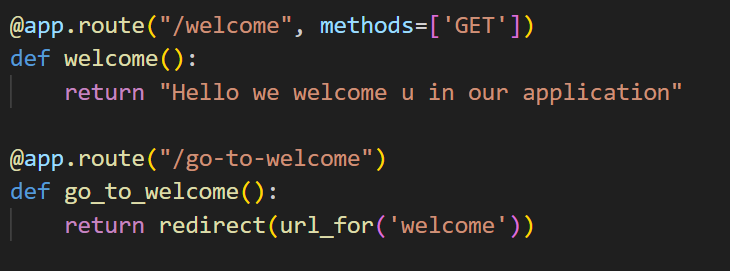 @app.route("/welcome", methods=['GET'])
def welcome():
    return "Hello we welcome u in our application"
@app.route("/go-to-welcome")
def go_to_welcome():
    return redirect(url_for('welcome'))